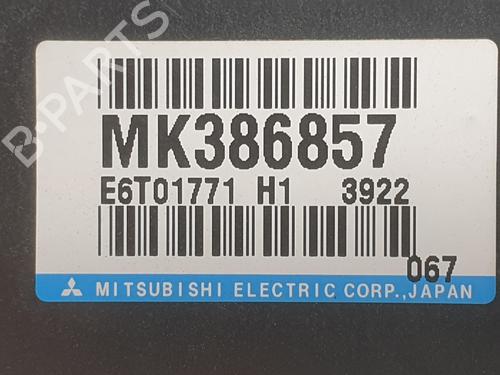 B-PARTS
MK386857
E6T01771 H1 3922
067
MITSUBISHI ELECTRIC CORP.,JAPAN